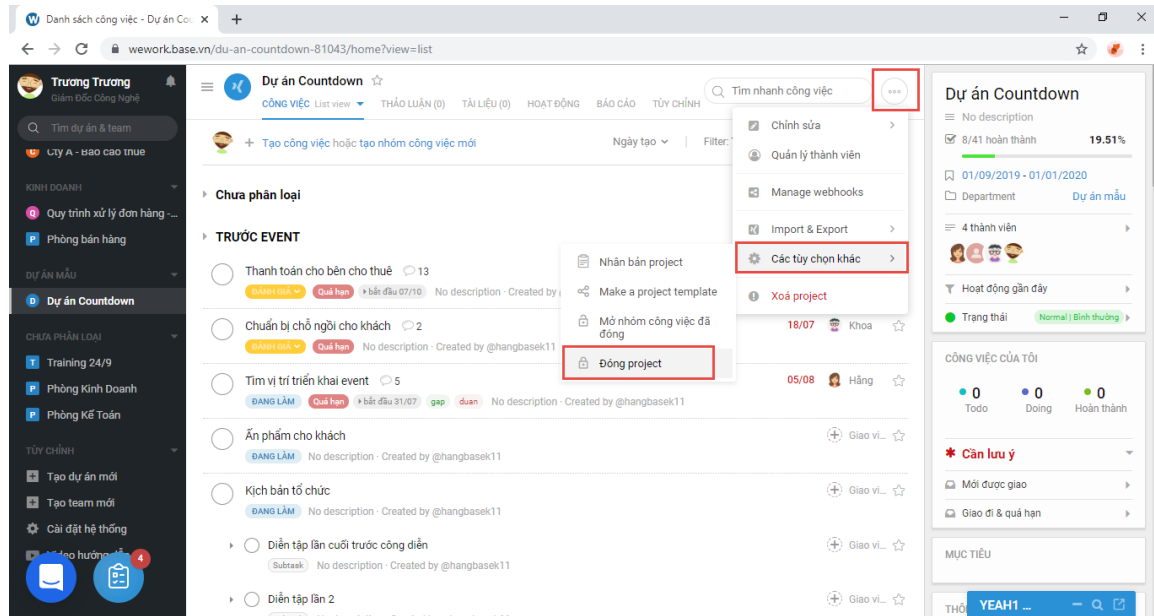 Danh sách công việc - Dự án Cou
wework.base.vn/du-an-countdown-81043/home?view=list
Trương Trương
Giám Đốc Công Nghệ
Tìm dự án & team
Cty A - Báo cáo thuế
KINH DOANH
Quy trình xử lý đơn hàng -...
Phòng bán hàng
DỰ ÁN MẪU
Dự án Countdown
CHƯA PHÂN LOẠI
Training 24/9
Phòng Kinh Doanh
Phòng Kế Toán
TÙY CHỈNH
Tạo dự án mới
Tạo team mới
Cài đặt hệ thống
Video hướng dẫn
4
Dự án Countdown
CÔNG VIỆC List view THẢO LUẬN (0) TÀI LIỆU (0) HOẠT ĐỘNG BÁO CÁO TÙY CHỈNH
Tìm nhanh công việc
+ Tạo công việc hoặc tạo nhóm công việc mới
Ngày tạo
Filter:
Chưa phân loại
TRƯỚC EVENT
Thanh toán cho bên cho thuê 13
ĐÁNH GIÁ Quá hạn bắt đầu 07/10 No description · Created by
Chuẩn bị chỗ ngồi cho khách 2
18/07 Khoa
ĐÁNH GIÁ Quá hạn No description · Created by @hangbasek11
Tìm vị trí triển khai event 5
05/08 Hằng
ĐANG LÀM Quá hạn bắt đầu 31/07 gap duan No description · Created by @hangbasek11
Ấn phẩm cho khách
Giao vi...
ĐANG LÀM No description · Created by @hangbasek11
Kịch bản tổ chức
Giao vi...
ĐANG LÀM No description · Created by @hangbasek11
Diễn tập lần cuối trước công diễn
Giao vi...
Subtask No description · Created by @hangbasek11
Diễn tập lần 2
Giao vi...
Chỉnh sửa
Quản lý thành viên
Manage webhooks
Import & Export
Các tùy chọn khác
Xoá project
Nhân bản project
Make a project template
Mở nhóm công việc đã
đóng
Đóng project
Dự án Countdown
No description
8/41 hoàn thành 19.51%
01/09/2019 - 01/01/2020
Department Dự án mẫu
4 thành viên
Hoạt động gần đây
Trạng thái Normal | Bình thường
CÔNG VIỆC CỦA TÔI
0 0 0
Todo Doing Hoàn thành
Cần lưu ý
Mới được giao
Giao đi & quá hạn
MỤC TIÊU
YEAH1 ...